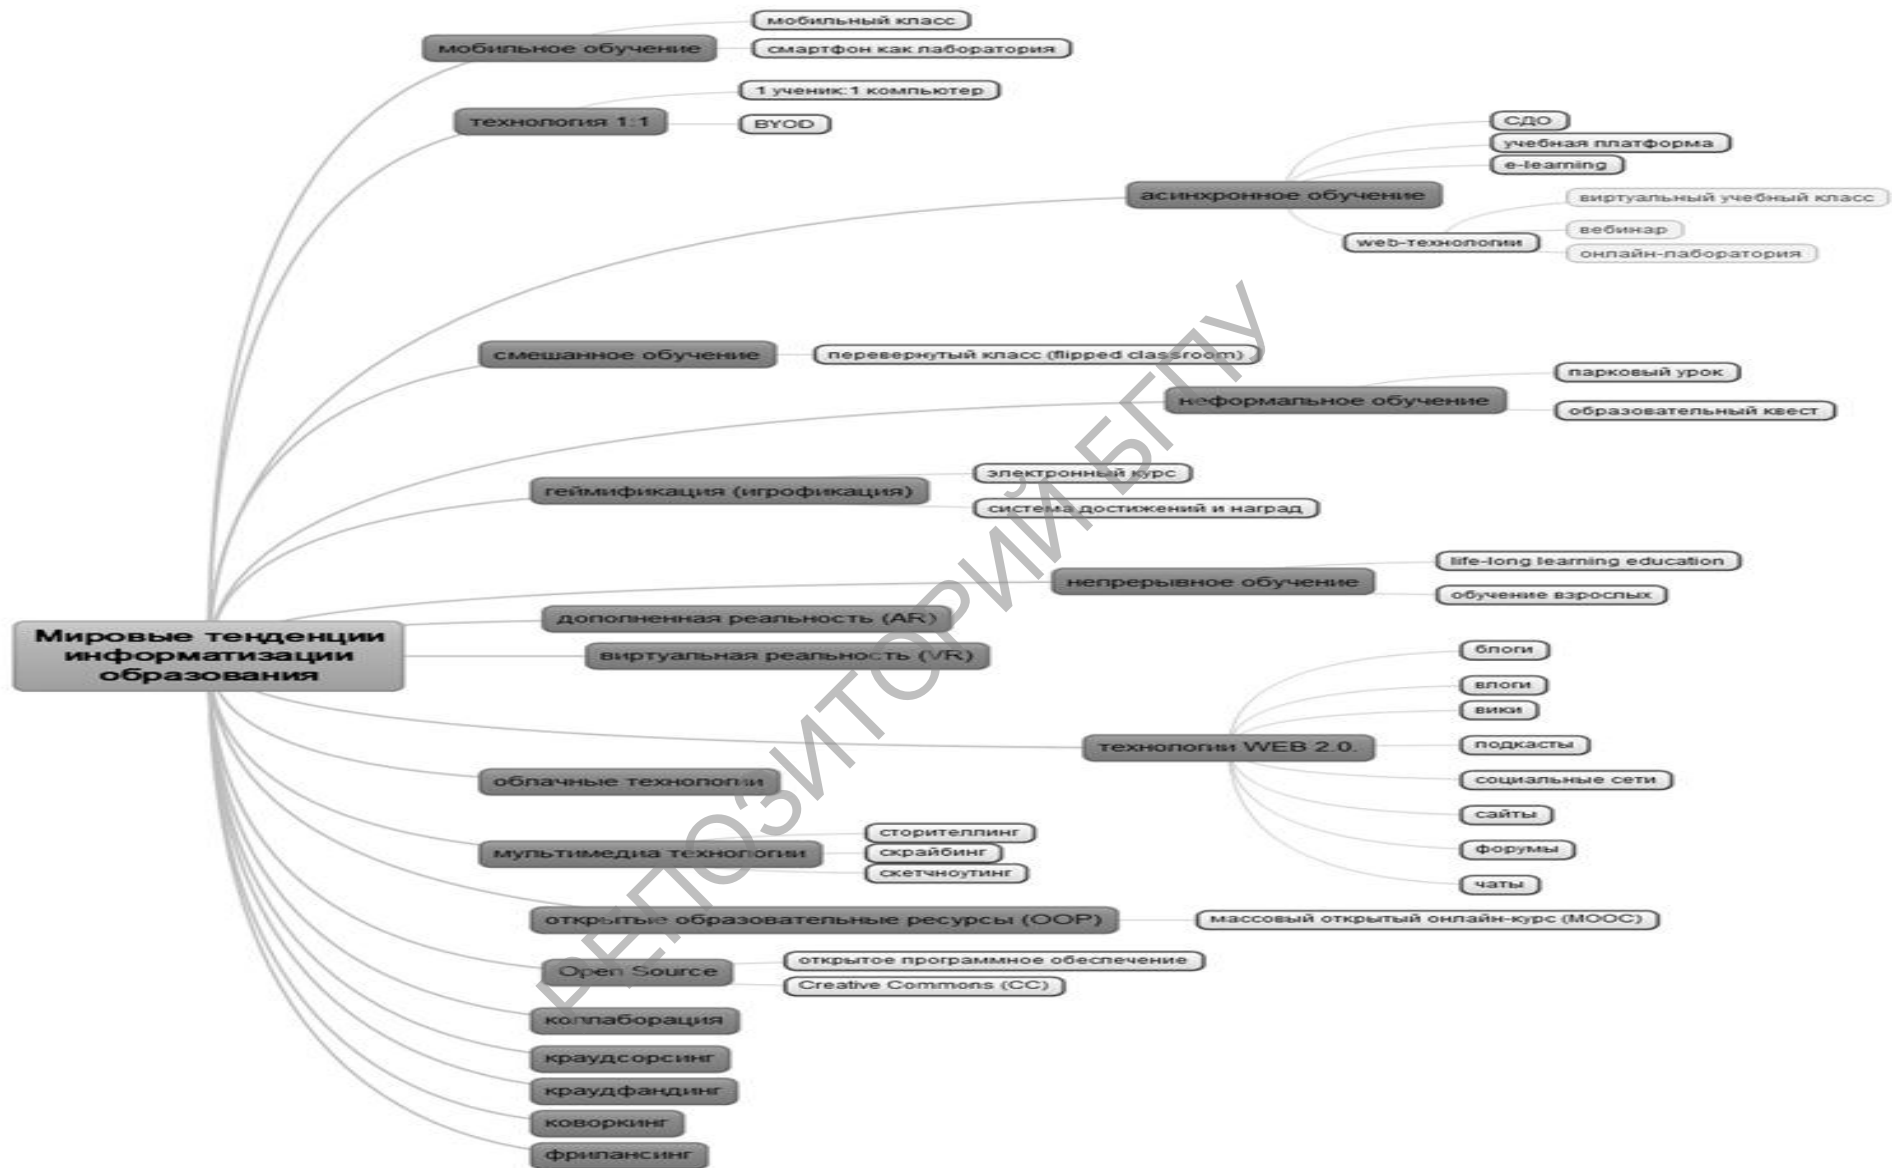 мобильный класс
мобильное обучение
смартфон как лаборатория
1 ученик:1 компьютер
технология 1:1
BYOD
СДО
учебная платформа
e-learning
асинхронное обучение
виртуальный учебный класс
вебинар
web-технологии
онлайн-лаборатория
смешанное обучение
перевернутый класс (flipped classroom)
парковый урок
неформальное обучение
образовательный квест
электронный курс
геймификация (игрофикация)
система достижений и наград
life-long learning education
непрерывное обучение
обучение взрослых
дополненная реальность (AR)
Мировые тенденции
информатизации
образования
виртуальная реальность (VR)
блоги
влоги
вики
технологии WEB 2.0.
подкасты
социальные сети
сайты
форумы
чаты
облачные технологии
сторителлинг
мультимедиа технологии
скрайбинг
скетчноутинг
открытые образовательные ресурсы (ООР)
массовый открытый онлайн-курс (МООС)
открытое программное обеспечение
Open Source
Creative Commons (CC)
коллаборация
краудсорсинг
краудфандинг
коворкинг
фрилансинг
РЕПОЗИТОРИЙ БГПУ